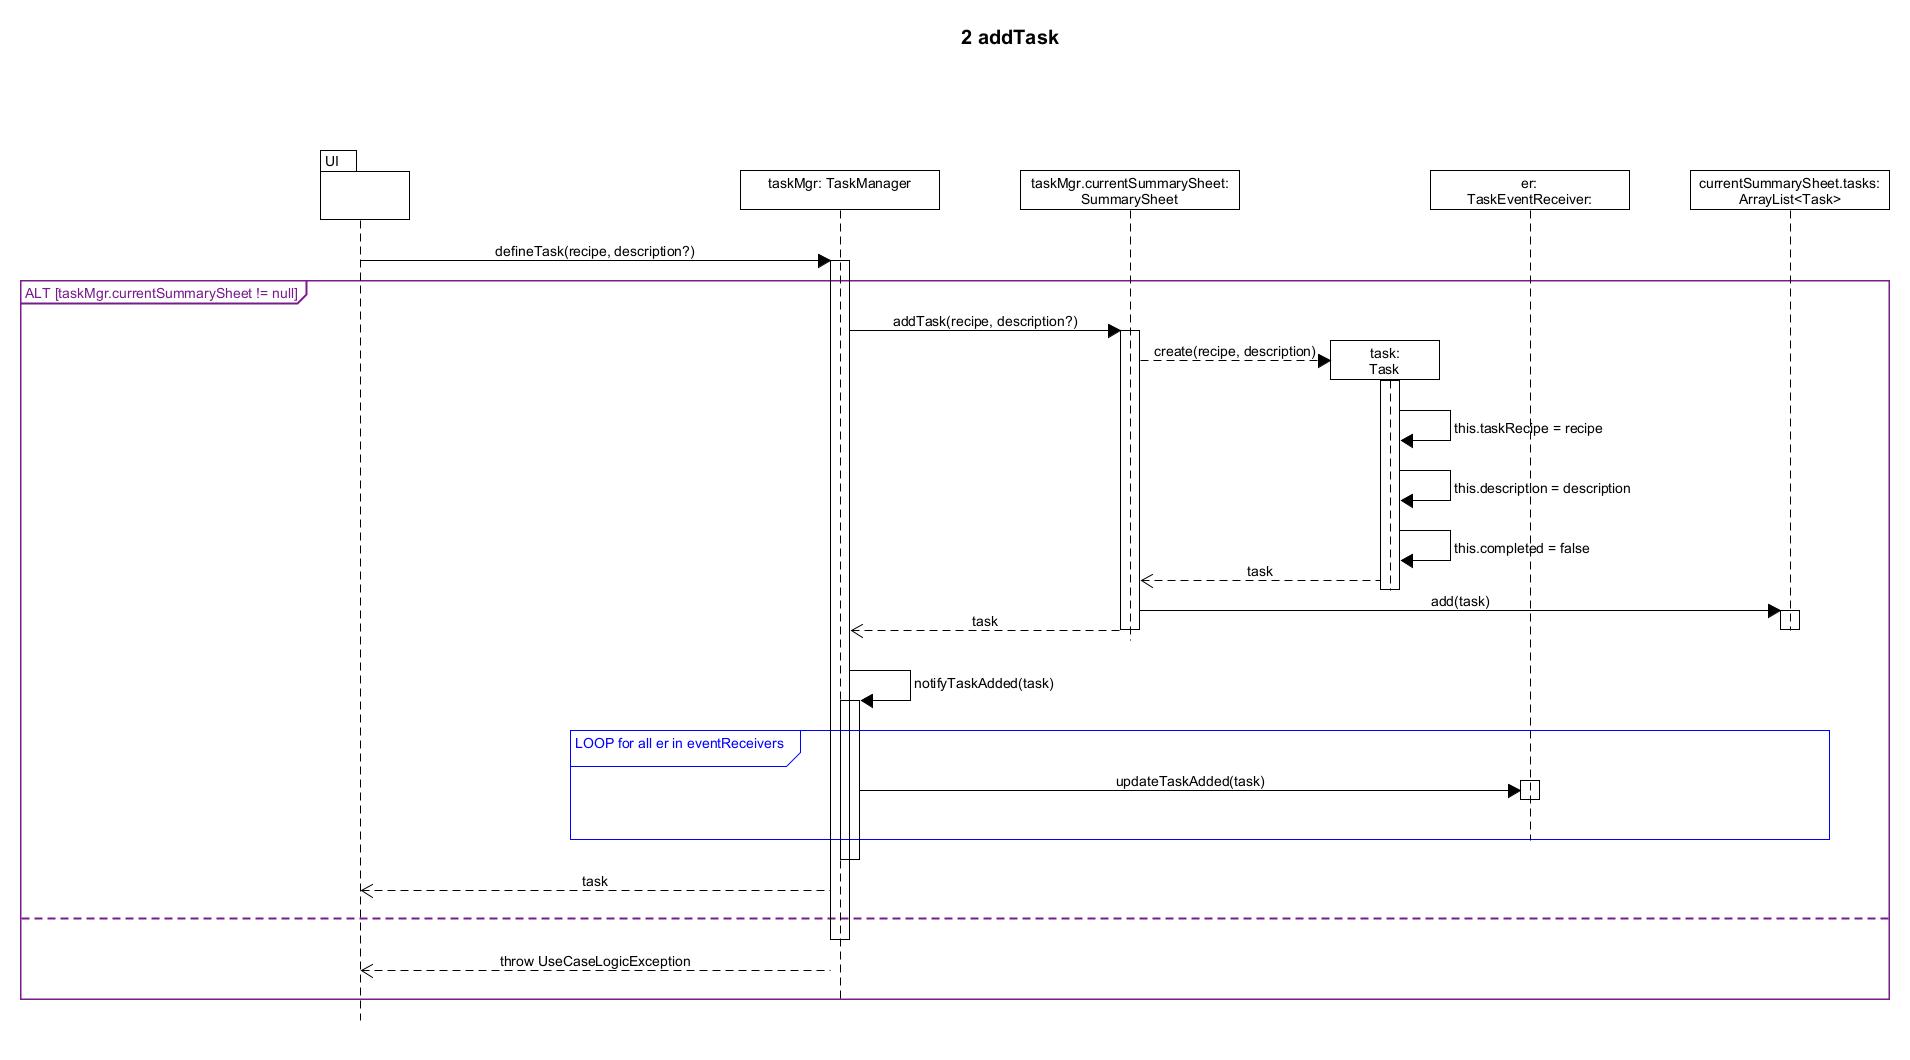 2 addTask
UI
taskMgr: TaskManager
taskMgr.currentSummarySheet:
SummarySheet
er:
TaskEventReceiver:
currentSummarySheet.tasks:
ArrayList<Task>
defineTask(recipe, description?)
ALT [taskMgr.currentSummarySheet != null]
addTask(recipe, description?)
create(recipe, description)
task:
Task
this.taskRecipe = recipe
this.description = description
this.completed = false
task
add(task)
task
notifyTaskAdded(task)
LOOP for all er in eventReceivers
updateTaskAdded(task)
task
throw UseCaseLogicException